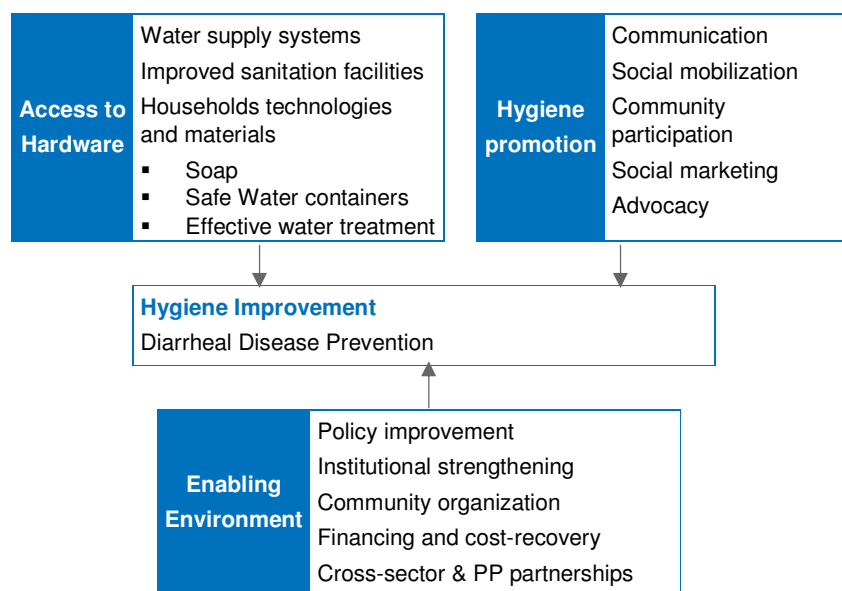 Access to
Hardware
Water supply systems
Improved sanitation facilities
Households technologies
and materials
▪ Soap
▪ Safe Water containers
▪ Effective water treatment
Hygiene
promotion
Communication
Social mobilization
Community
participation
Social marketing
Advocacy
Hygiene Improvement
Diarrheal Disease Prevention
Enabling
Environment
Policy improvement
Institutional strengthening
Community organization
Financing and cost-recovery
Cross-sector & PP partnerships